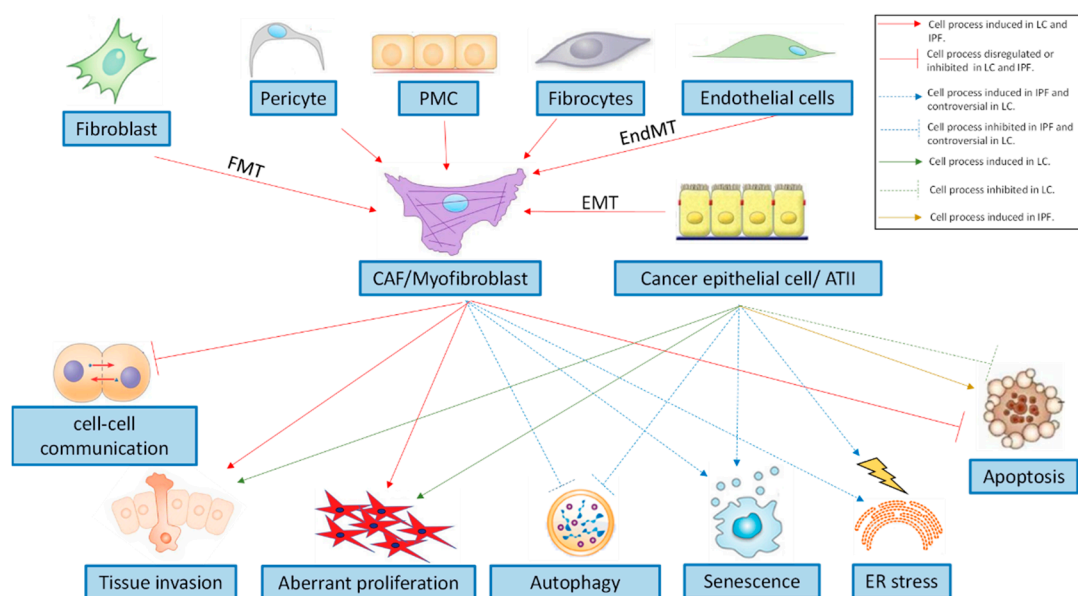 Fibroblast
Pericyte
PMC
Fibrocytes
Endothelial cells
Cell process induced in LC and
IPF.
Cell process disregulated or
inhibited in LC and IPF.
Cell process induced in IPF and
controversial in LC.
Cell process inhibited in IPF and
controversial in LC.
Cell process induced in LC.
Cell process inhibited in LC.
Cell process induced in IPF.
FMT
EndMT
EMT
CAF/Myofibroblast
Cancer epithelial cell/ ATII
cell-cell
communication
Apoptosis
Tissue invasion
Aberrant proliferation
Autophagy
Senescence
ER stress